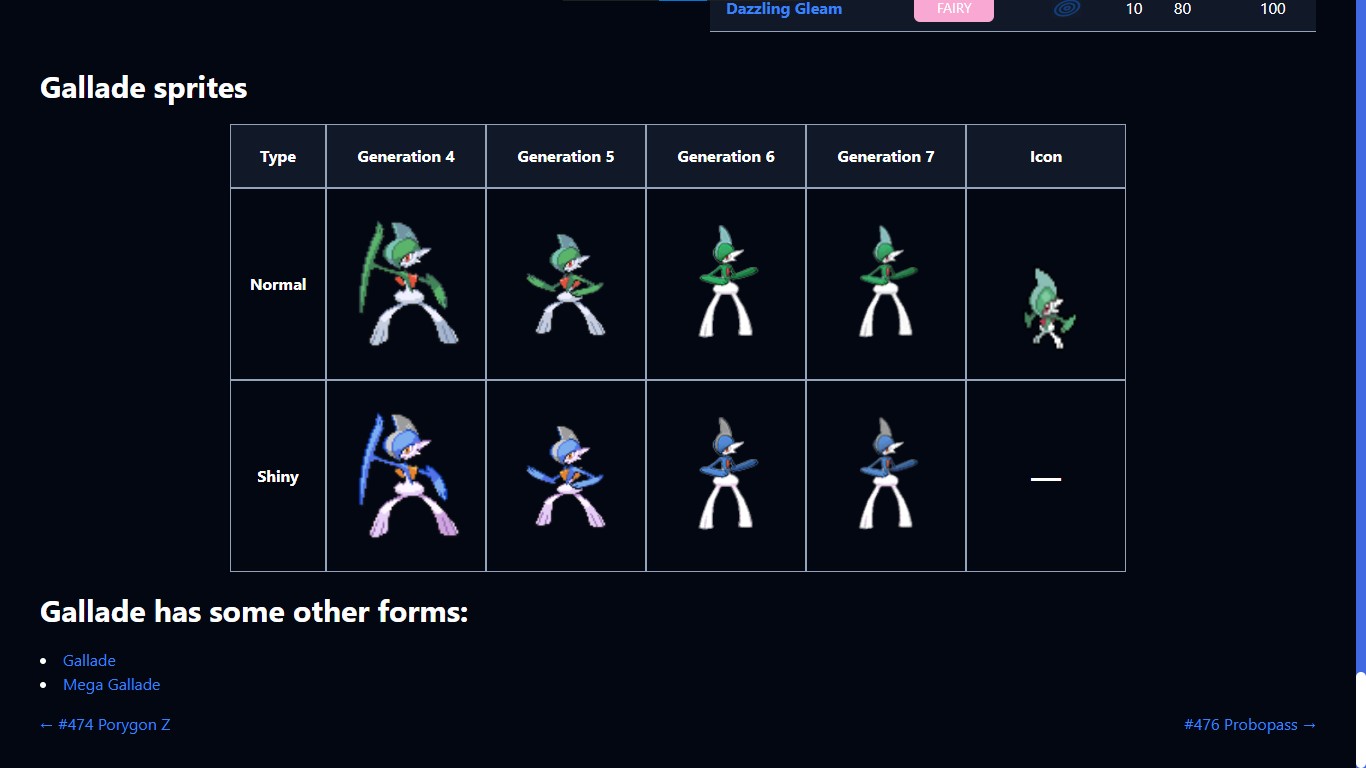 Dazzling Gleam FAIRY 10 80 100
Gallade sprites
Type Generation 4 Generation 5 Generation 6 Generation 7 Icon
Normal
Shiny —
Gallade has some other forms:
• Gallade
• Mega Gallade
← #474 Porygon Z #476 Probopass →